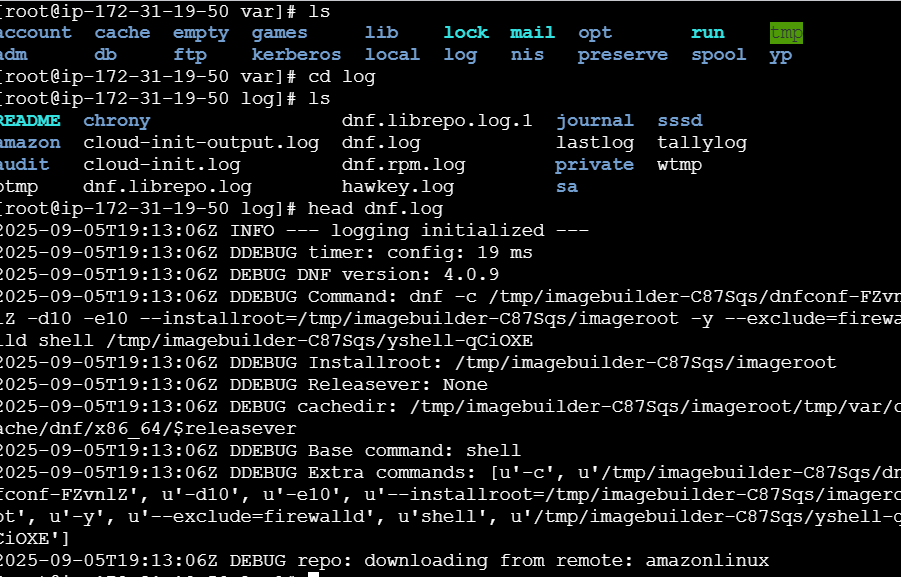 [root@ip-172-31-19-50 var]# ls
account  cache  empty  games     lib    lock  mail  opt       run    tmp
adm      db     ftp    kerberos  local  log   nis   preserve  spool  yp
[root@ip-172-31-19-50 var]# cd log
[root@ip-172-31-19-50 log]# ls
README  chrony                 dnf.librepo.log.1  journal  sssd
amazon  cloud-init-output.log  dnf.log            lastlog  tallylog
audit   cloud-init.log         dnf.rpm.log        private  wtmp
btmp    dnf.librepo.log        hawkey.log         sa
[root@ip-172-31-19-50 log]# head dnf.log
2025-09-05T19:13:06Z INFO --- logging initialized ---
2025-09-05T19:13:06Z DDEBUG timer: config: 19 ms
2025-09-05T19:13:06Z DEBUG DNF version: 4.0.9
2025-09-05T19:13:06Z DDEBUG Command: dnf -c /tmp/imagebuilder-C87Sqs/dnfconf-FZvn
lZ -d10 -e10 --installroot=/tmp/imagebuilder-C87Sqs/imageroot -y --exclude=firewa
lld shell /tmp/imagebuilder-C87Sqs/yshell-qCiOXE
2025-09-05T19:13:06Z DDEBUG Installroot: /tmp/imagebuilder-C87Sqs/imageroot
2025-09-05T19:13:06Z DDEBUG Releasever: None
2025-09-05T19:13:06Z DEBUG cachedir: /tmp/imagebuilder-C87Sqs/imageroot/tmp/var/c
ache/dnf/x86_64/$releasever
2025-09-05T19:13:06Z DDEBUG Base command: shell
2025-09-05T19:13:06Z DDEBUG Extra commands: [u'-c', u'/tmp/imagebuilder-C87Sqs/dn
fconf-FZvnlZ', u'-d10', u'-e10', u'--installroot=/tmp/imagebuilder-C87Sqs/imagero
ot', u'-y', u'--exclude=firewalld', u'shell', u'/tmp/imagebuilder-C87Sqs/yshell-q
CiOXE']
2025-09-05T19:13:06Z DEBUG repo: downloading from remote: amazonlinux